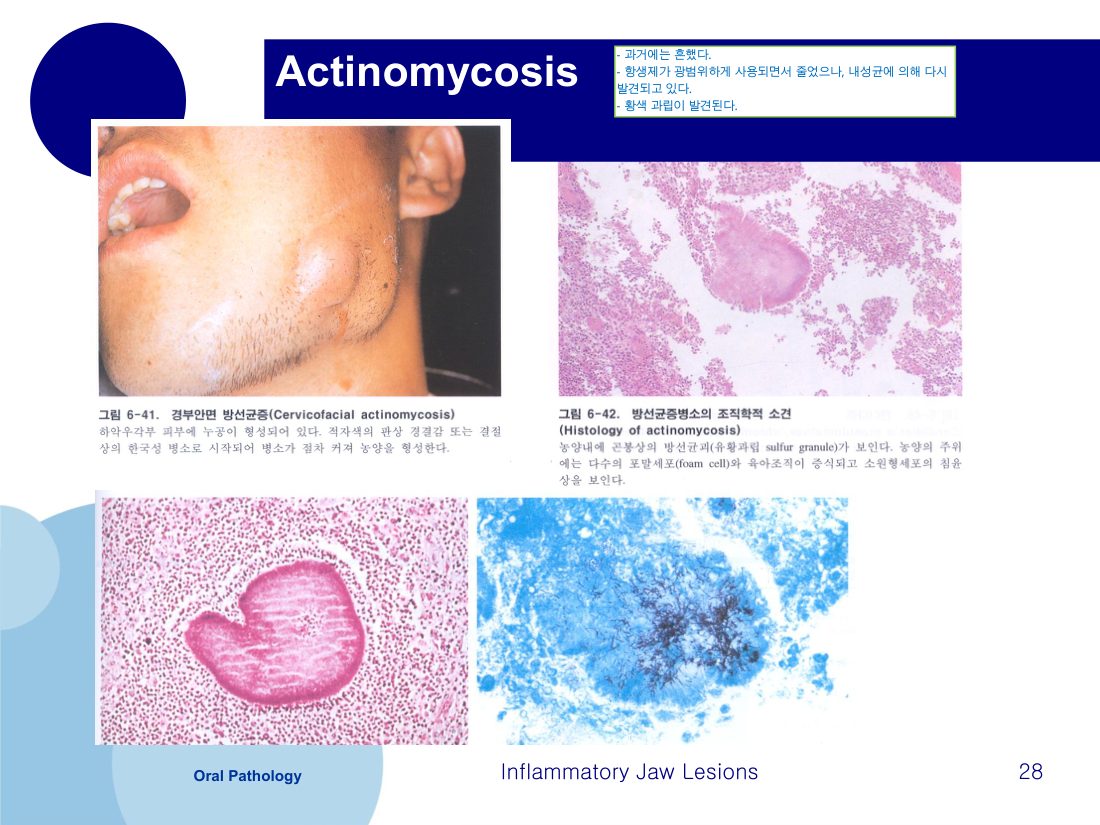 Actinomycosis
- 과거에는 흔했다.
- 항생제가 광범위하게 사용되면서 줄었으나, 내성균에 의해 다시
발견되고 있다.
- 황색 과립이 발견된다.
그림 6-41. 경부안면 방선균증(Cervicofacial actinomycosis)
하악우각부 피부에 누공이 형성되어 있다. 적자색의 판상 경결감 또는 결절
상의 한국성 병소로 시작되어 병소가 점차 커져 농양을 형성한다.
그림 6-42. 방선균증병소의 조직학적 소견
(Histology of actinomycosis)
농양내에 곤봉상의 방선균괴(유황과립 sulfur granule)가 보인다. 농양의 주위
에는 다수의 포말세포(foam cell)와 육아조직이 증식되고 소원형세포의 침윤
상을 보인다.
Oral Pathology
Inflammatory Jaw Lesions
28